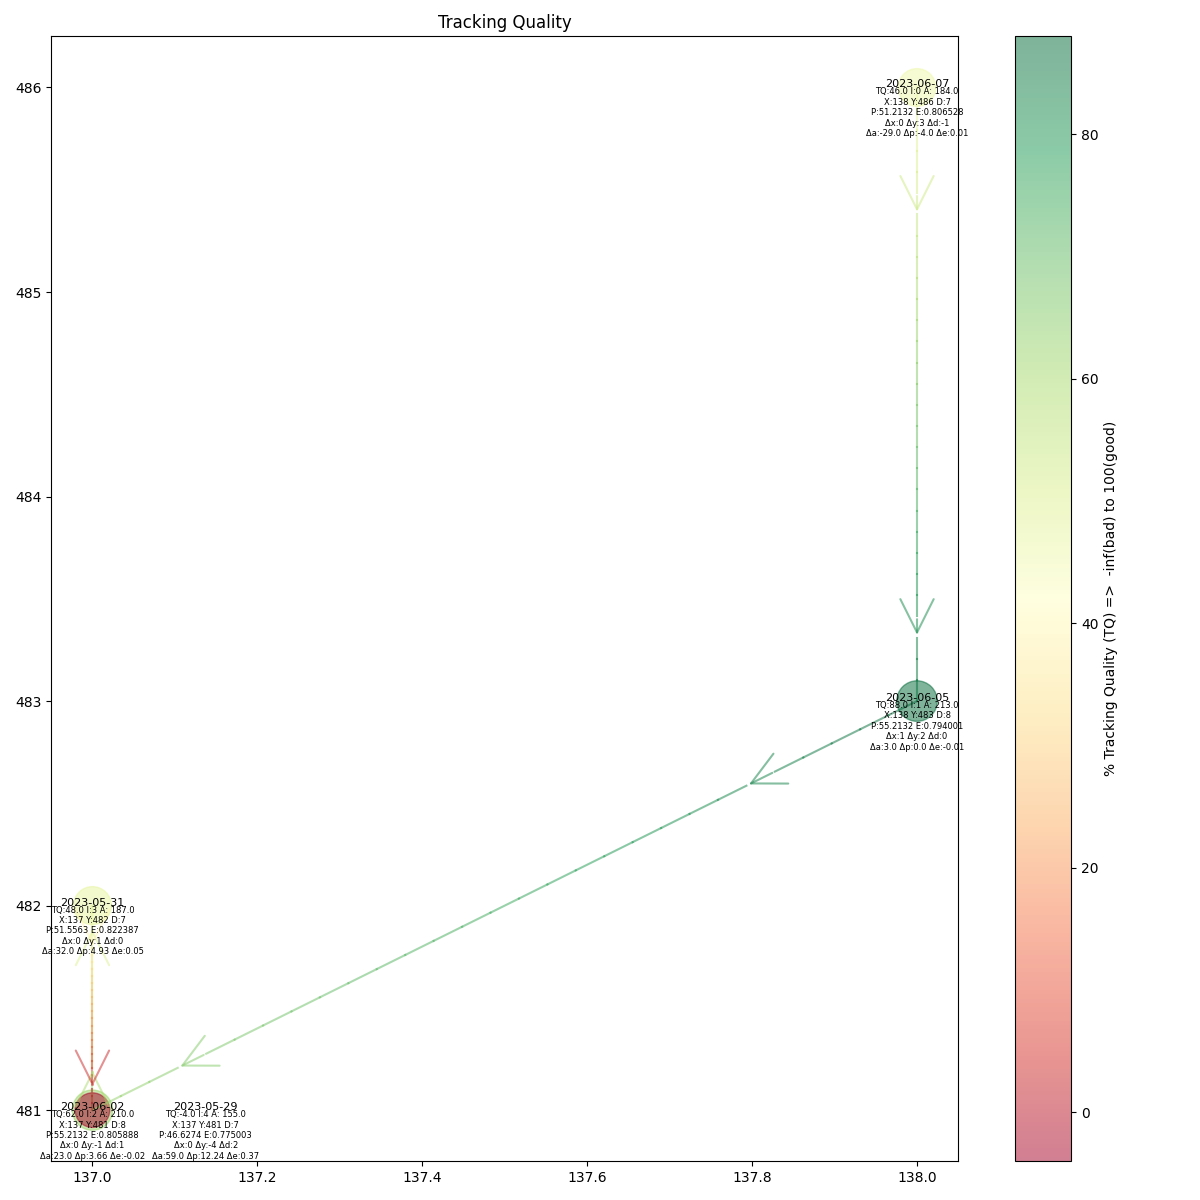 Tracking Quality
486
485
484
483
482
481
2023-06-07
TQ:46.0 I:0 A: 184.0
X:138 Y:486 D:7
P:51.2132 E:0.806528
Δx:0 Δy:3 Δd:-1
Δa:-29.0 Δp:-4.0 Δe:0.01
2023-06-05
TQ:88.0 I:1 A: 213.0
X:138 Y:483 D:8
P:55.2132 E:0.794001
Δx:1 Δy:2 Δd:0
Δa:3.0 Δp:0.0 Δe:-0.01
2023-05-31
TQ:48.0 I:3 A: 187.0
X:137 Y:482 D:7
P:51.5563 E:0.822387
Δx:0 Δy:1 Δd:0
Δa:32.0 Δp:4.93 Δe:0.05
2023-06-02
TQ:62.0 I:2 A: 210.0
X:137 Y:481 D:8
P:55.2132 E:0.805888
Δx:0 Δy:-1 Δd:1
Δa:23.0 Δp:3.66 Δe:-0.02
2023-05-29
TQ:-4.0 I:4 A: 155.0
X:137 Y:481 D:7
P:46.6274 E:0.775003
Δx:0 Δy:-4 Δd:2
Δa:59.0 Δp:12.24 Δe:0.37
137.0 137.2 137.4 137.6 137.8 138.0
80
60
40
20
0
% Tracking Quality (TQ) => -inf(bad) to 100(good)